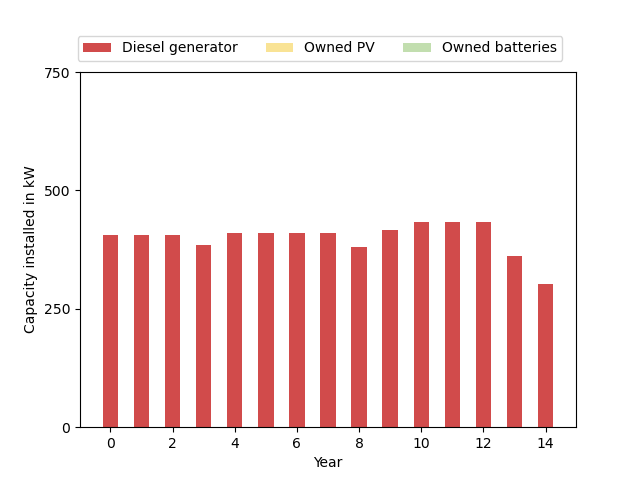 Diesel generator Owned PV Owned batteries
750
500
250
0
Capacity installed in kW
0 2 4 6 8 10 12 14
Year